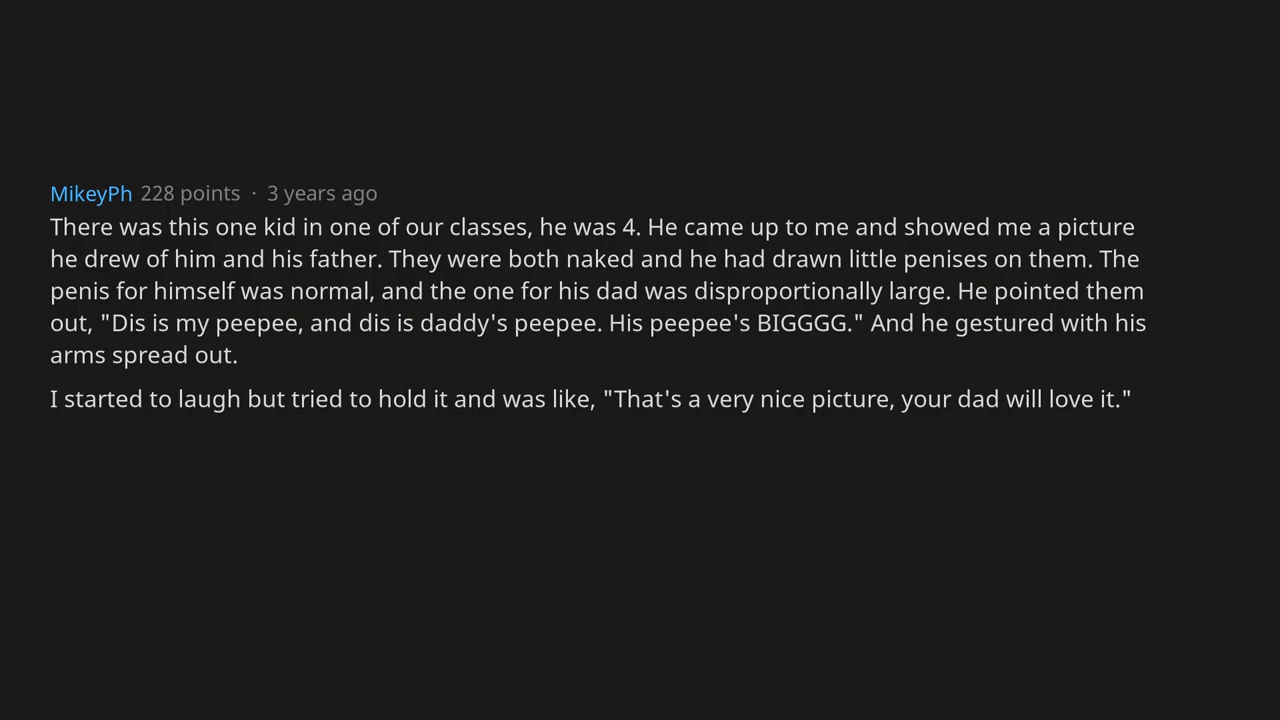 MikeyPh 228 points · 3 years ago
There was this one kid in one of our classes, he was 4. He came up to me and showed me a picture
he drew of him and his father. They were both naked and he had drawn little penises on them. The
penis for himself was normal, and the one for his dad was disproportionally large. He pointed them
out, "Dis is my peepee, and dis is daddy's peepee. His peepee's BIGGGG." And he gestured with his
arms spread out.
I started to laugh but tried to hold it and was like, "That's a very nice picture, your dad will love it."